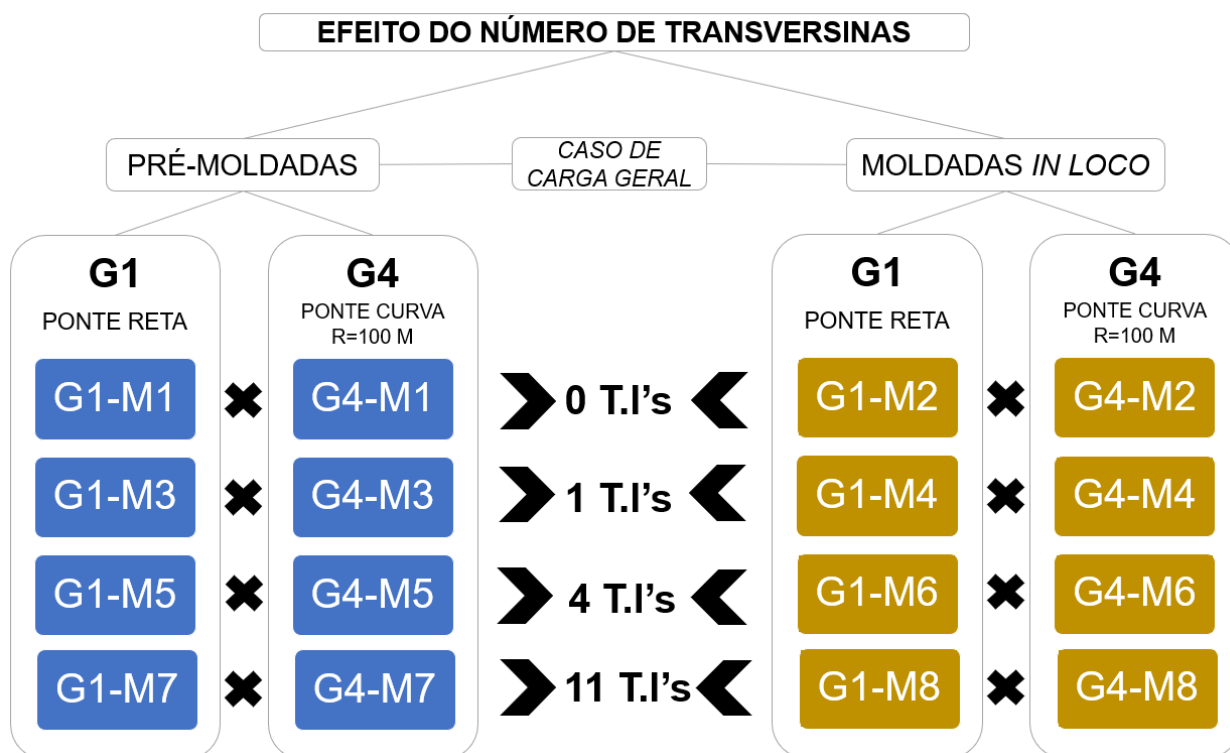 EFEITO DO NÚMERO DE TRANSVERSINAS
PRÉ-MOLDADAS
CASO DE
CARGA GERAL
MOLDADAS IN LOCO
G1
PONTE RETA
G4
PONTE CURVA
R=100 M
G1
PONTE RETA
G4
PONTE CURVA
R=100 M
G1-M1
G4-M1
0 T.I's
G1-M2
G4-M2
G1-M3
G4-M3
1 T.I's
G1-M4
G4-M4
G1-M5
G4-M5
4 T.I's
G1-M6
G4-M6
G1-M7
G4-M7
11 T.I's
G1-M8
G4-M8